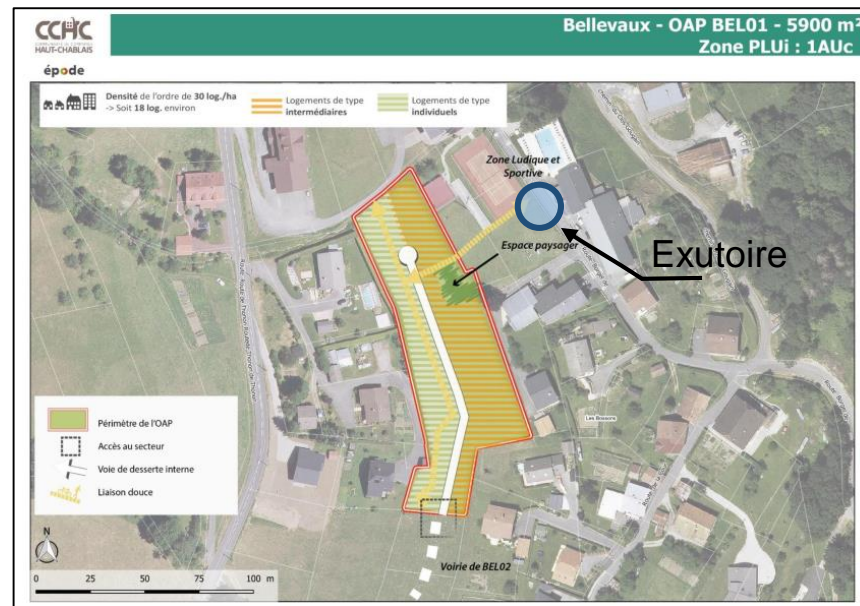 CCHC
HAUT-CHABLAIS
épode
Bellevaux - OAP BEL01 - 5900 m²
Zone PLUi : 1AUc
Densité de l'ordre de 30 log./ha
-> Soit 18 log. environ
Logements de type
intermédiaires
Logements de type
individuels
Zone Ludique et
Sportive
Espace paysager
Exutoire
Les Bossons
Périmètre de l'OAP
Accès au secteur
Voie de desserte interne
Liaison douce
N
Voirie de BEL02
0 25 50 75 100 m